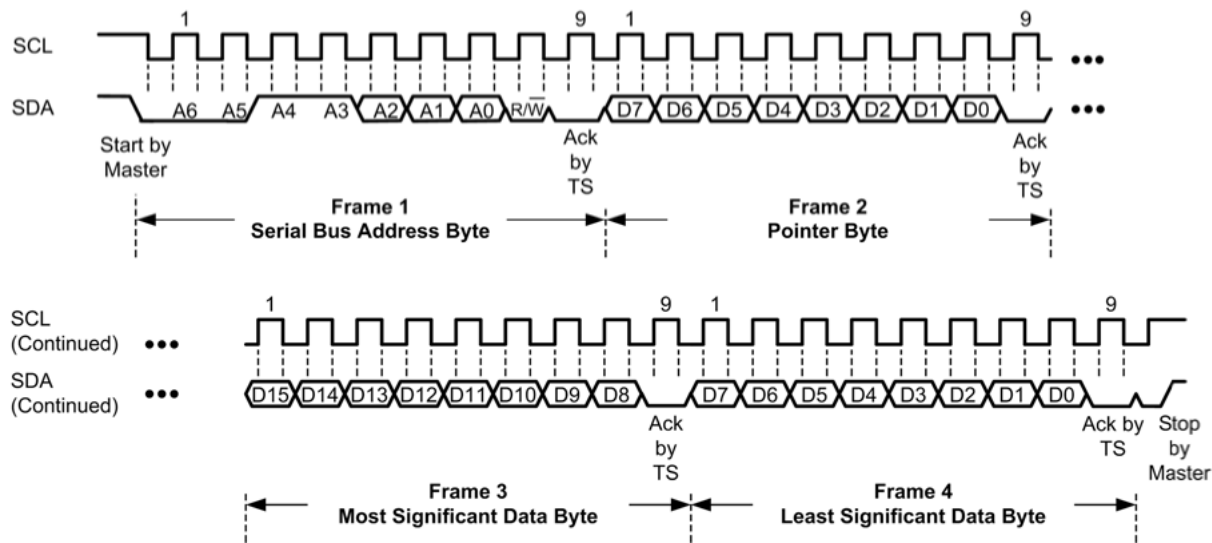 1 9 1 9
SCL
SDA A6 A5 A4 A3 A2 A1 A0 R/W̅ D7 D6 D5 D4 D3 D2 D1 D0
Start by
Master
Ack
by
TS
Ack
by
TS
Frame 1
Serial Bus Address Byte
Frame 2
Pointer Byte
1 9 1 9
SCL
(Continued)
SDA
(Continued)
D15 D14 D13 D12 D11 D10 D9 D8 D7 D6 D5 D4 D3 D2 D1 D0
Ack
by
TS
Ack by
TS
Stop
by
Master
Frame 3
Most Significant Data Byte
Frame 4
Least Significant Data Byte